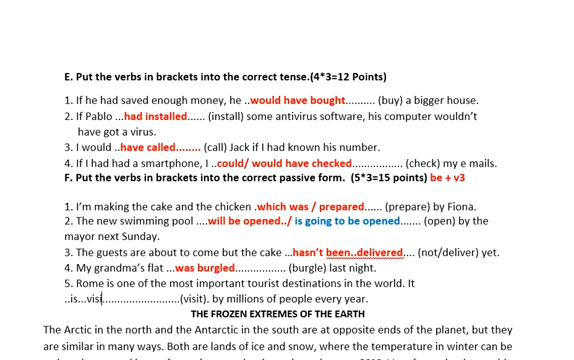 E. Put the verbs in brackets into the correct tense.(4*3=12 Points)
1. If he had saved enough money, he ..would have bought.......... (buy) a bigger house.
2. If Pablo ...had installed...... (install) some antivirus software, his computer wouldn't
have got a virus.
3. I would ..have called........ (call) Jack if I had known his number.
4. If I had had a smartphone, I ..could/ would have checked................. (check) my e mails.
F. Put the verbs in brackets into the correct passive form. (5*3=15 points) be + v3
1. I'm making the cake and the chicken .which was / prepared...... (prepare) by Fiona.
2. The new swimming pool ....will be opened../ is going to be opened....... (open) by the
mayor next Sunday.
3. The guests are about to come but the cake ...hasn't been..delivered.... (not/deliver) yet.
4. My grandma's flat ...was burgled................. (burgle) last night.
5. Rome is one of the most important tourist destinations in the world. It
..is...visi..........................(visit). by millions of people every year.
THE FROZEN EXTREMES OF THE EARTH
The Arctic in the north and the Antarctic in the south are at opposite ends of the planet, but they
are similar in many ways. Both are lands of ice and snow, where the temperature in winter can be